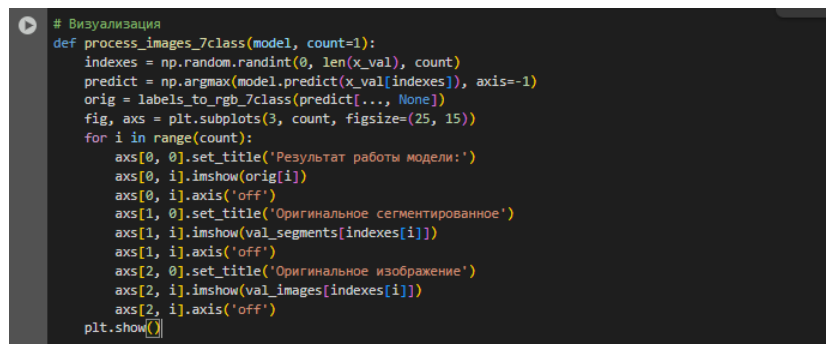 # Визуализация
def process_images_7class(model, count=1):
    indexes = np.random.randint(0, len(x_val), count)
    predict = np.argmax(model.predict(x_val[indexes]), axis=-1)
    orig = labels_to_rgb_7class(predict[..., None])
    fig, axs = plt.subplots(3, count, figsize=(25, 15))
    for i in range(count):
        axs[0, 0].set_title('Результат работы модели:')
        axs[0, i].imshow(orig[i])
        axs[0, i].axis('off')
        axs[1, 0].set_title('Оригинальное сегментированное')
        axs[1, i].imshow(val_segments[indexes[i]])
        axs[1, i].axis('off')
        axs[2, 0].set_title('Оригинальное изображение')
        axs[2, i].imshow(val_images[indexes[i]])
        axs[2, i].axis('off')
    plt.show()